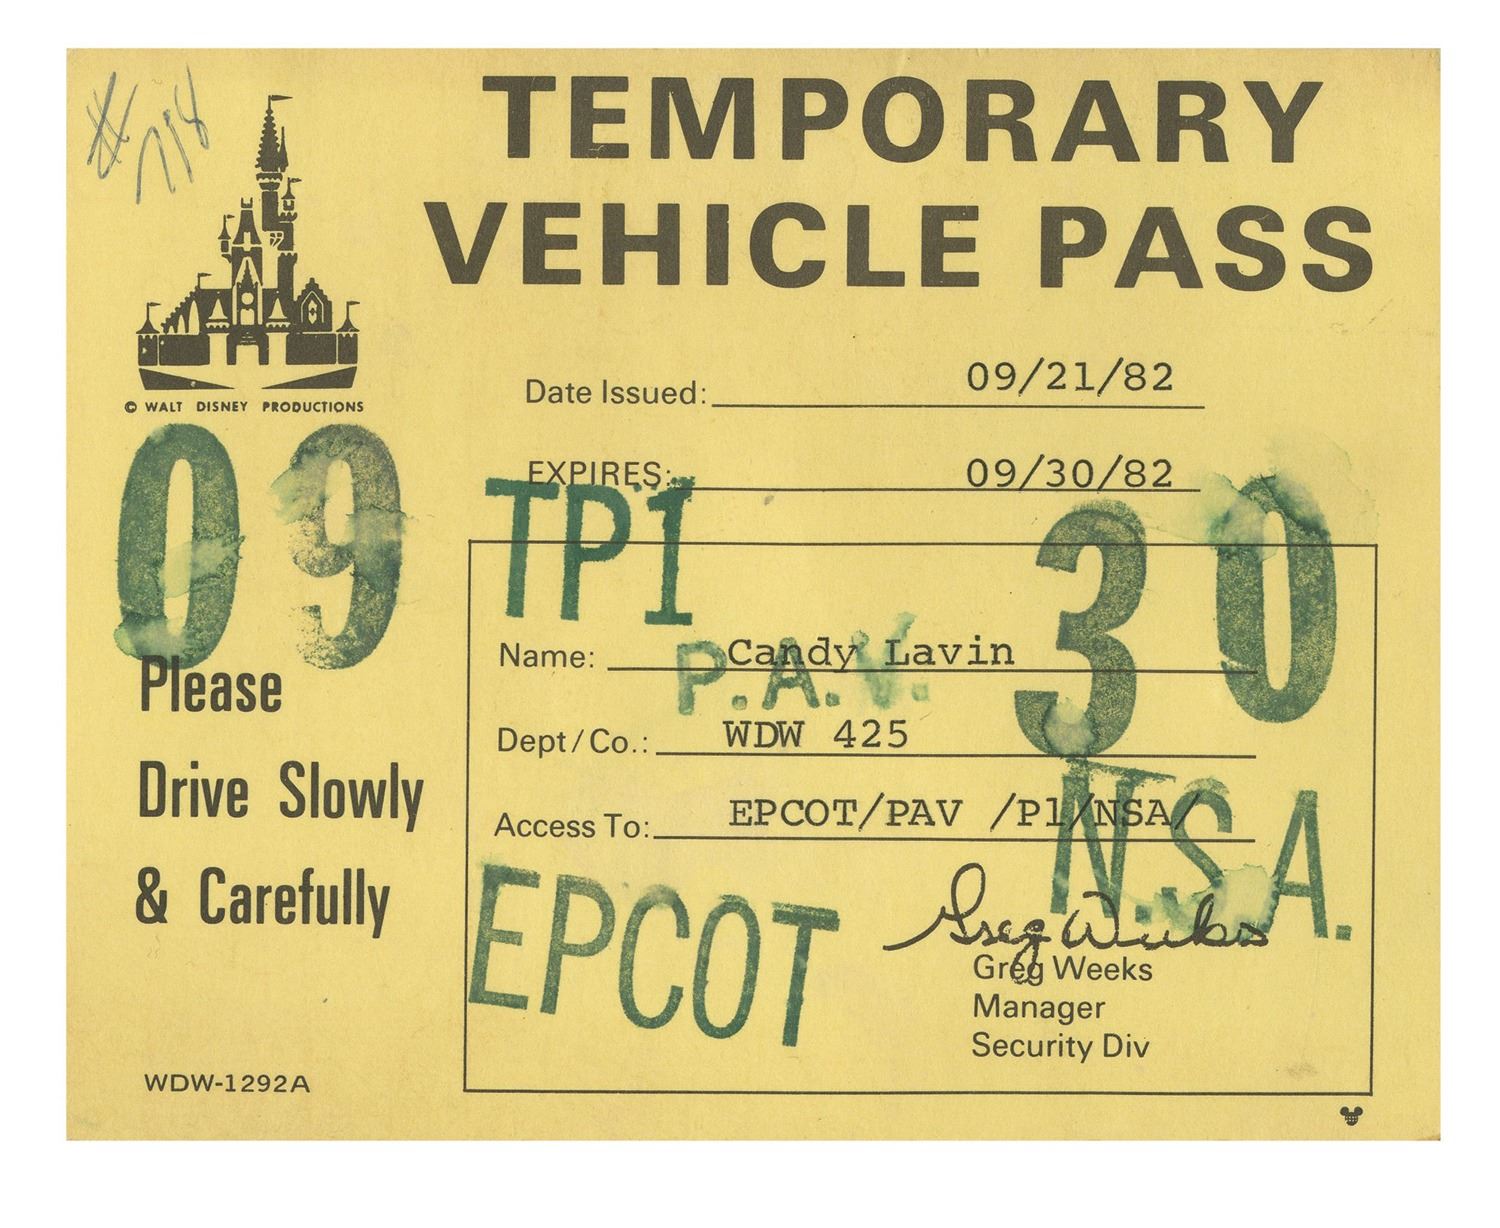 # 718
TEMPORARY
VEHICLE PASS
© WALT DISNEY PRODUCTIONS
Date Issued: 09/21/82
EXPIRES: 09/30/82
09
TP1
30
Name: Candy Lavin
P.A.V.
Dept/Co.: WDW 425
Access To: EPCOT/PAV /P1/NSA/
N.S.A.
EPCOT
Please
Drive Slowly
& Carefully
Greg Weeks
Greg Weeks
Manager
Security Div
WDW-1292A